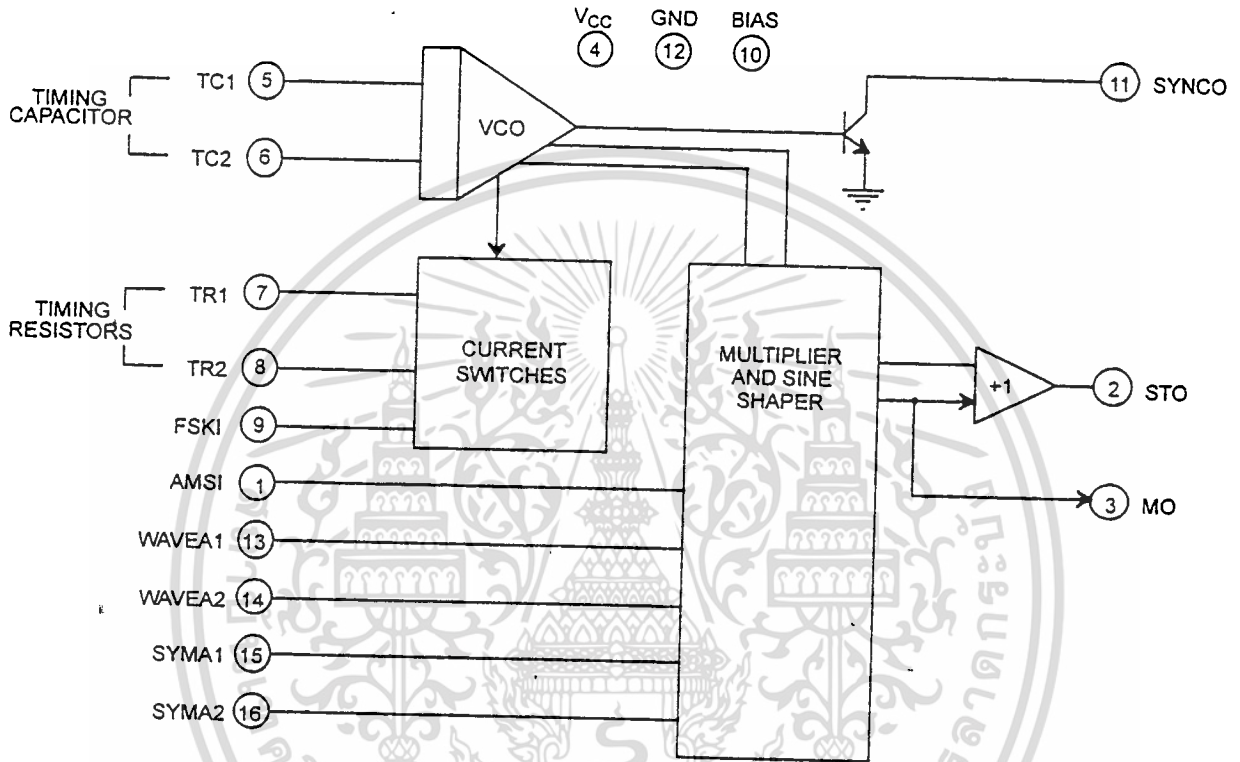 VCC GND BIAS
4 12 10
TIMING CAPACITOR
TC1 5
TC2 6
VCO
11 SYNCO
TIMING RESISTORS
TR1 7
TR2 8
FSKI 9
CURRENT SWITCHES
MULTIPLIER AND SINE SHAPER
+1
2 STO
3 MO
AMSI 1
WAVEA1 13
WAVEA2 14
SYMA1 15
SYMA2 16